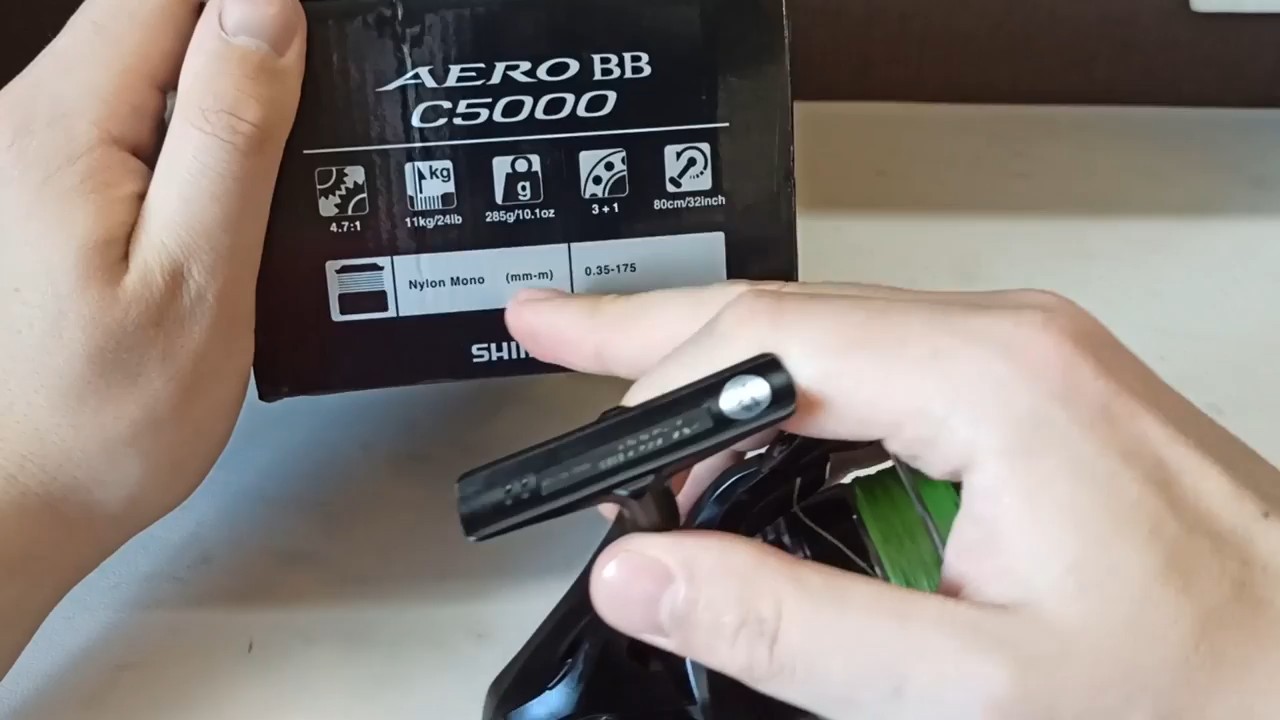 AERO BB
C5000
kg
g
4.7:1
11kg/24lb
285g/10.1oz
3 + 1
80cm/32inch
Nylon Mono (mm-m) 0.35-175